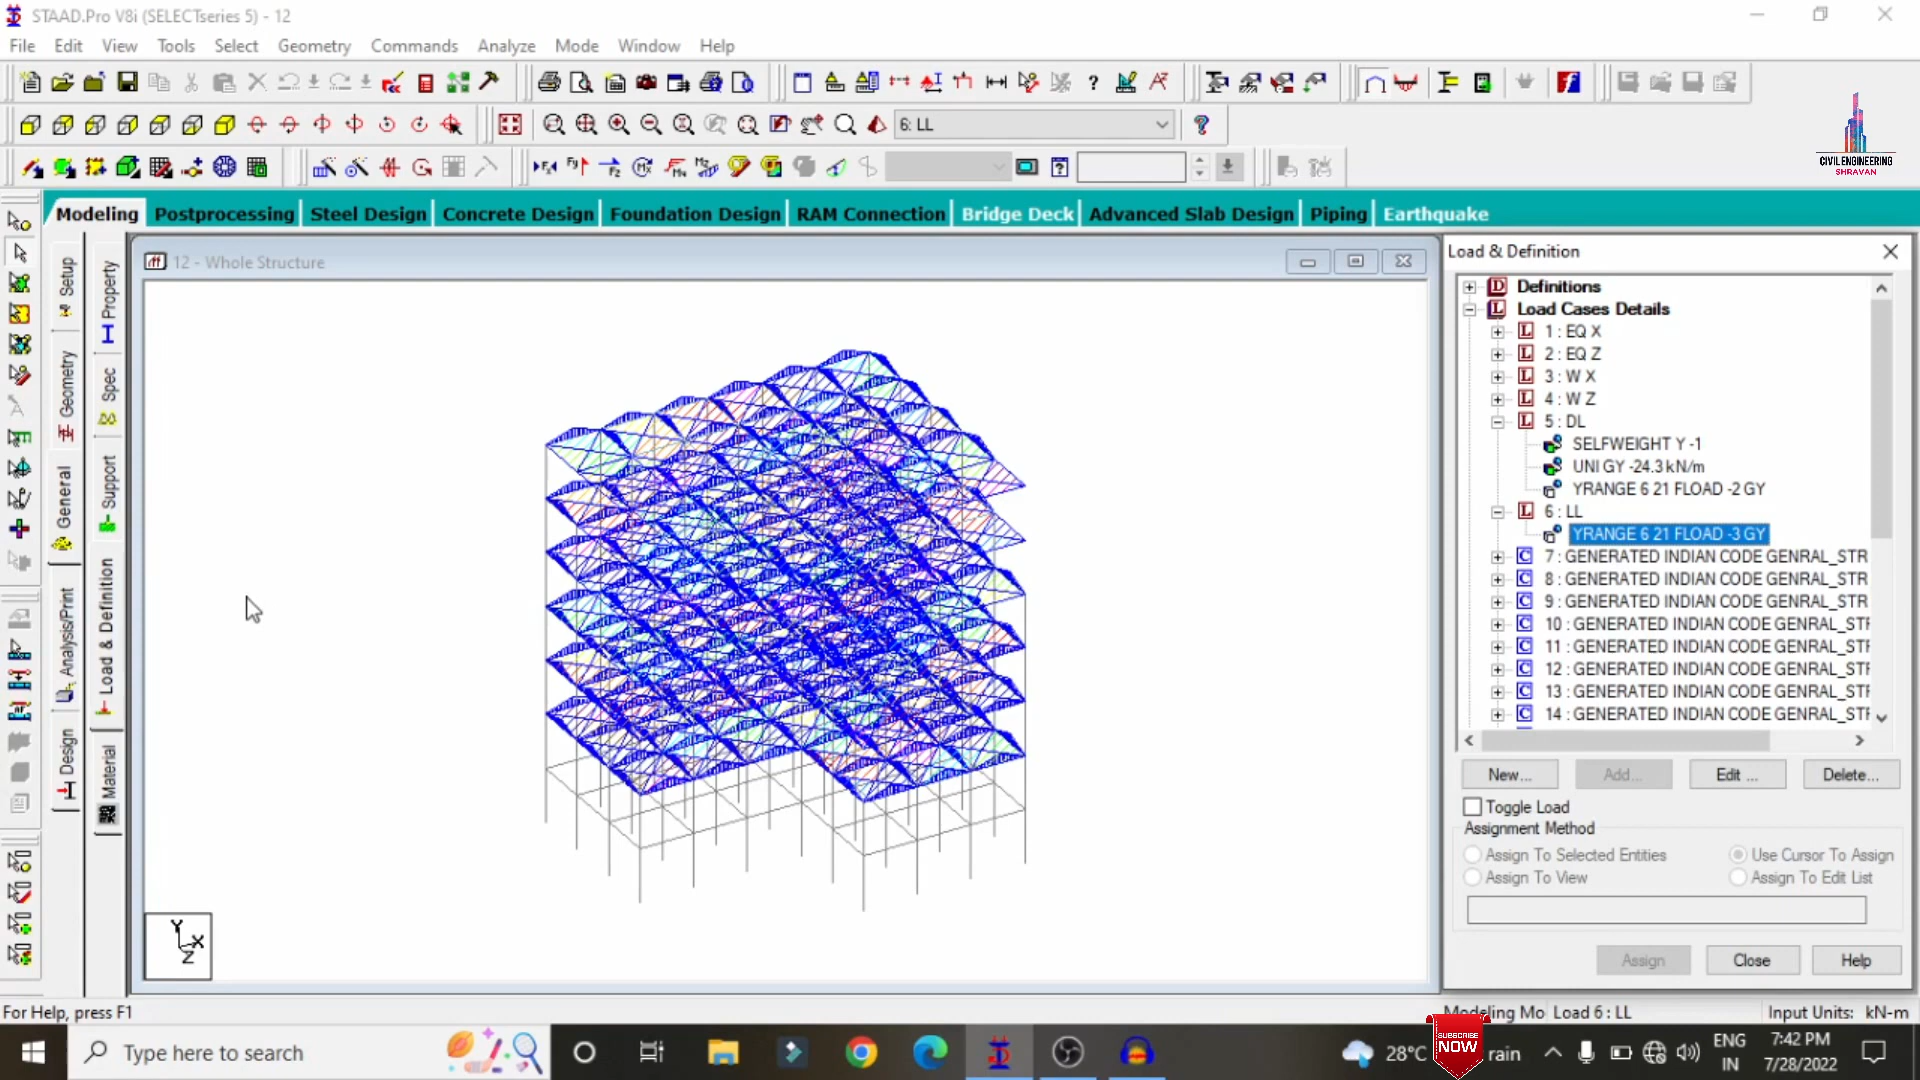 STAAD.Pro V8i (SELECTseries 5) - 12
File Edit View Tools Select Geometry Commands Analyze Mode Window Help
6: LL
CIVIL ENGINEERING
SHRAVAN
Modeling Postprocessing Steel Design Concrete Design Foundation Design RAM Connection Bridge Deck Advanced Slab Design Piping Earthquake
Setup
Geometry
General
Analysis/Print
Design
Property
Spec
Support
Load & Definition
Material
12 - Whole Structure
Y
X
Z
Load & Definition
Definitions
Load Cases Details
1 : EQ X
2 : EQ Z
3 : W X
4 : W Z
5 : DL
SELFWEIGHT Y -1
UNI GY -24.3 kN/m
YRANGE 6 21 FLOAD -2 GY
6 : LL
YRANGE 6 21 FLOAD -3 GY
7 : GENERATED INDIAN CODE GENRAL_STR
8 : GENERATED INDIAN CODE GENRAL_STR
9 : GENERATED INDIAN CODE GENRAL_STR
10 : GENERATED INDIAN CODE GENRAL_STF
11 : GENERATED INDIAN CODE GENRAL_STF
12 : GENERATED INDIAN CODE GENRAL_STF
13 : GENERATED INDIAN CODE GENRAL_STF
14 : GENERATED INDIAN CODE GENRAL_STF
New... Add... Edit ... Delete...
Toggle Load
Assignment Method
Assign To Selected Entities Use Cursor To Assign
Assign To View Assign To Edit List
Assign Close Help
For Help, press F1
Modeling Mo Load 6 : LL Input Units: kN-m
Type here to search
28°C
SUBSCRIBE
NOW
rain
ENG
IN
7:42 PM
7/28/2022